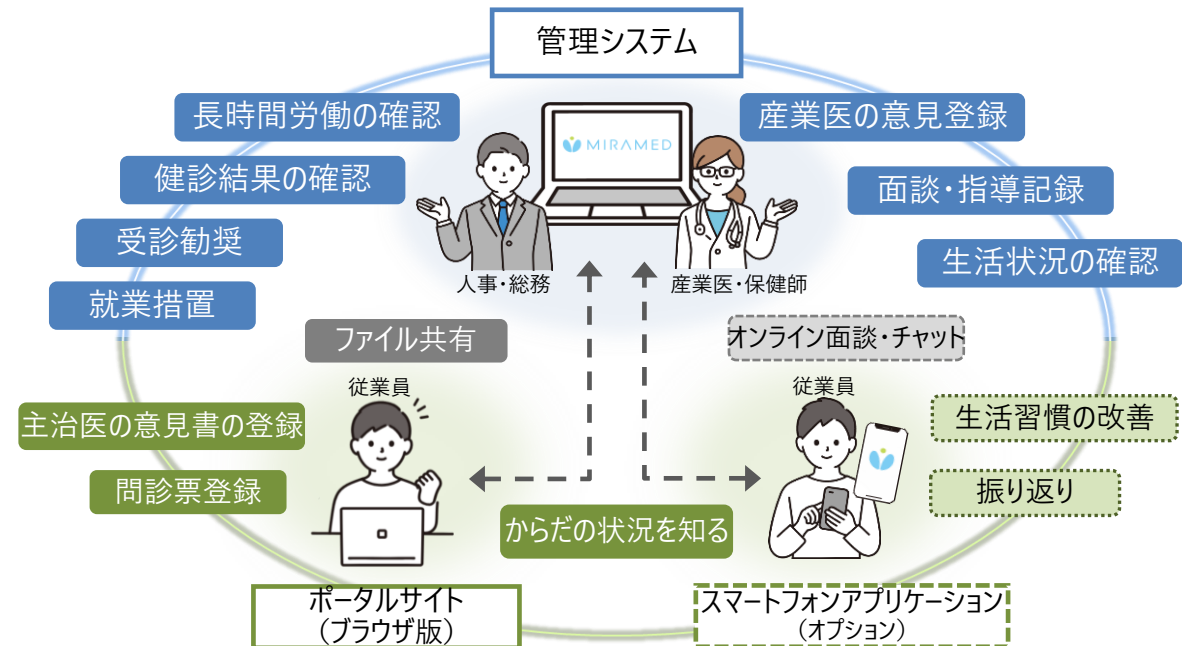 管理システム
長時間労働の確認
産業医の意見登録
MIRAMED
健診結果の確認
面談・指導記録
受診勧奨
生活状況の確認
人事・総務
産業医・保健師
就業措置
ファイル共有
オンライン面談・チャット
従業員
従業員
主治医の意見書の登録
生活習慣の改善
問診票登録
振り返り
からだの状況を知る
ポータルサイト
（ブラウザ版）
スマートフォンアプリケーション
（オプション）